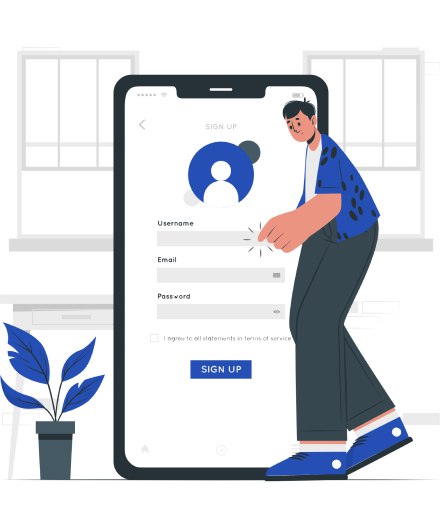 SIGN UP
Username
Email
Password
I agree to all statements in terms of service
SIGN UP